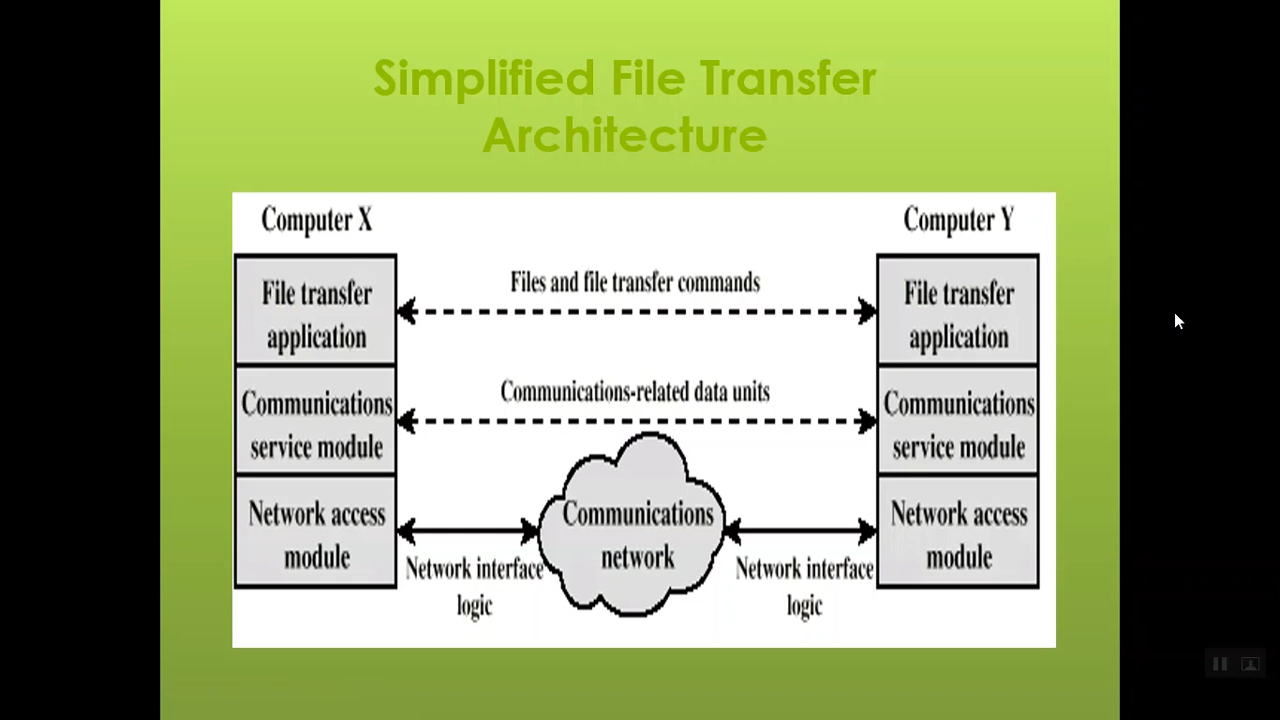 Simplified File Transfer
Architecture
Computer X
Computer Y
File transfer
application
Files and file transfer commands
File transfer
application
Communications
service module
Communications-related data units
Communications
service module
Network access
module
Network interface
logic
Communications
network
Network interface
logic
Network access
module